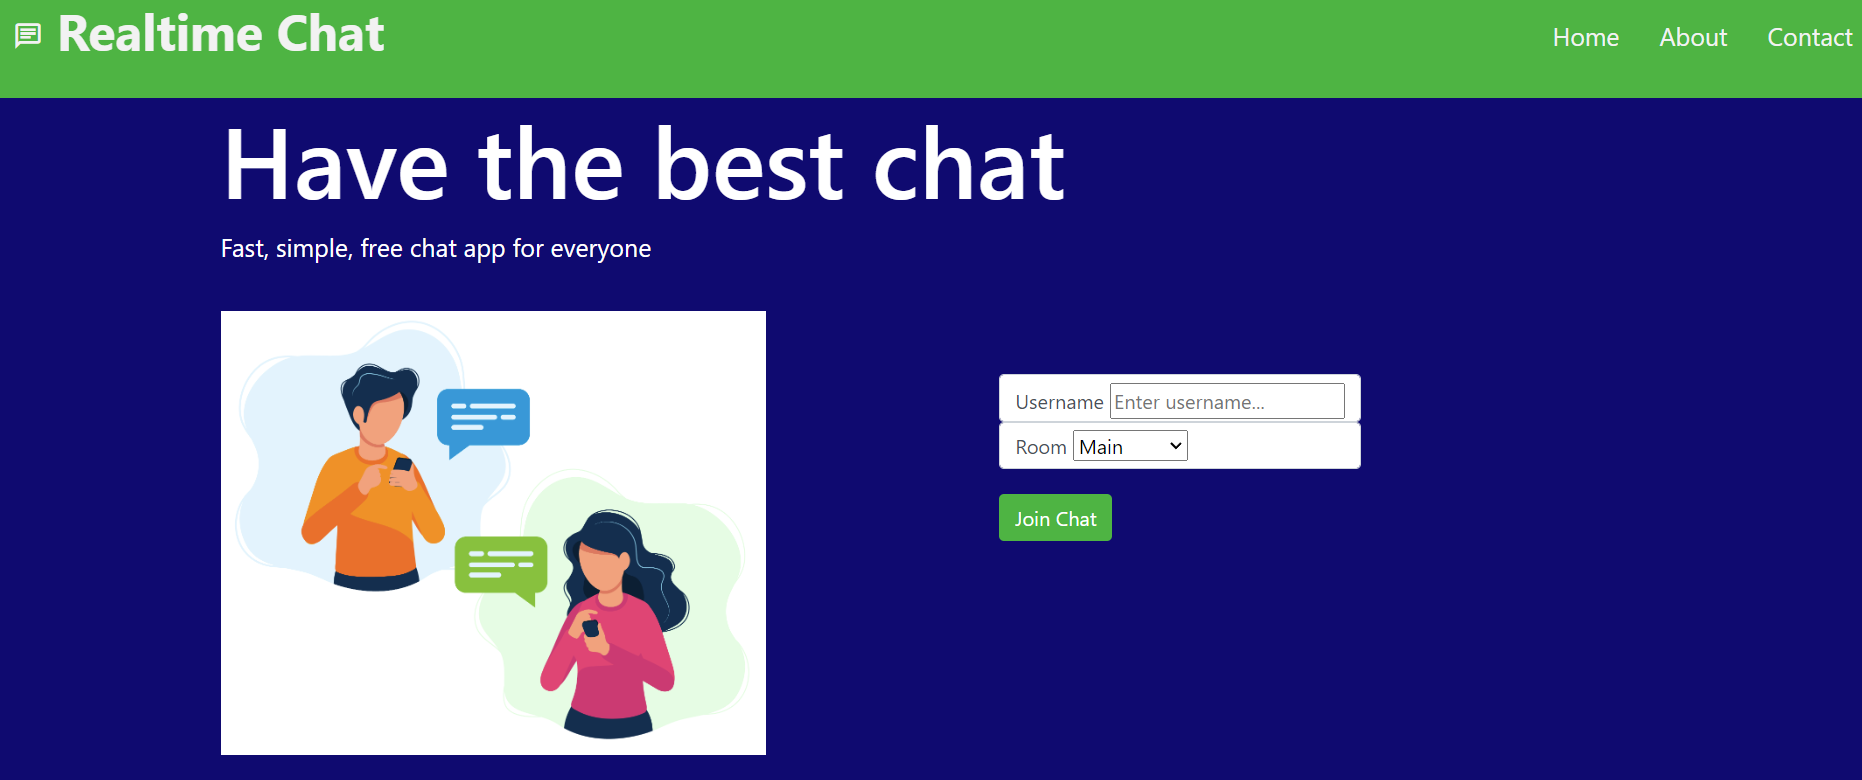 Realtime Chat
Home About Contact
Have the best chat
Fast, simple, free chat app for everyone
Username Enter username...
Room Main
Join Chat